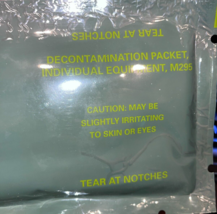 TEAR AT NOTCHES
DECONTAMINATION PACKET,
INDIVIDUAL EQUIPMENT, M295
CAUTION: MAY BE
SLIGHTLY IRRITATING
TO SKIN OR EYES
TEAR AT NOTCHES